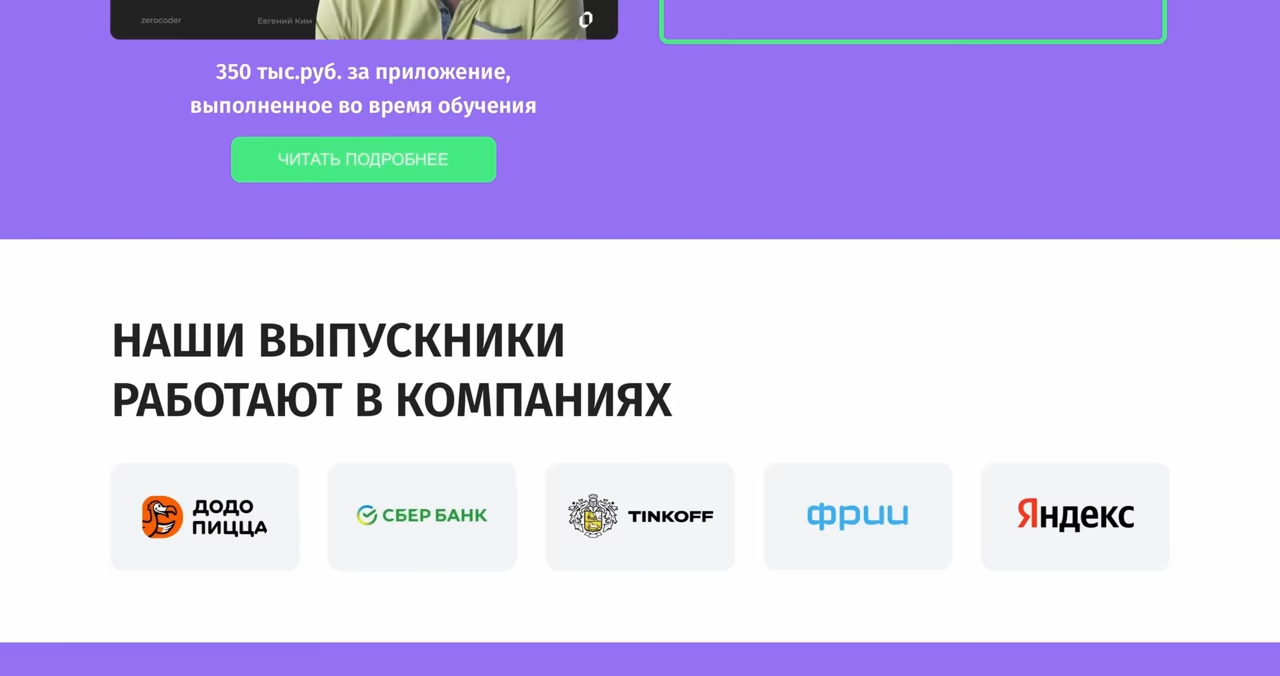 zerocoder
Евгений Ким
350 тыс.руб. за приложение,
выполненное во время обучения
ЧИТАТЬ ПОДРОБНЕЕ
НАШИ ВЫПУСКНИКИ
РАБОТАЮТ В КОМПАНИЯХ
ДОДО
ПИЦЦА
СБЕР БАНК
TINKOFF
фрии
Яндекс